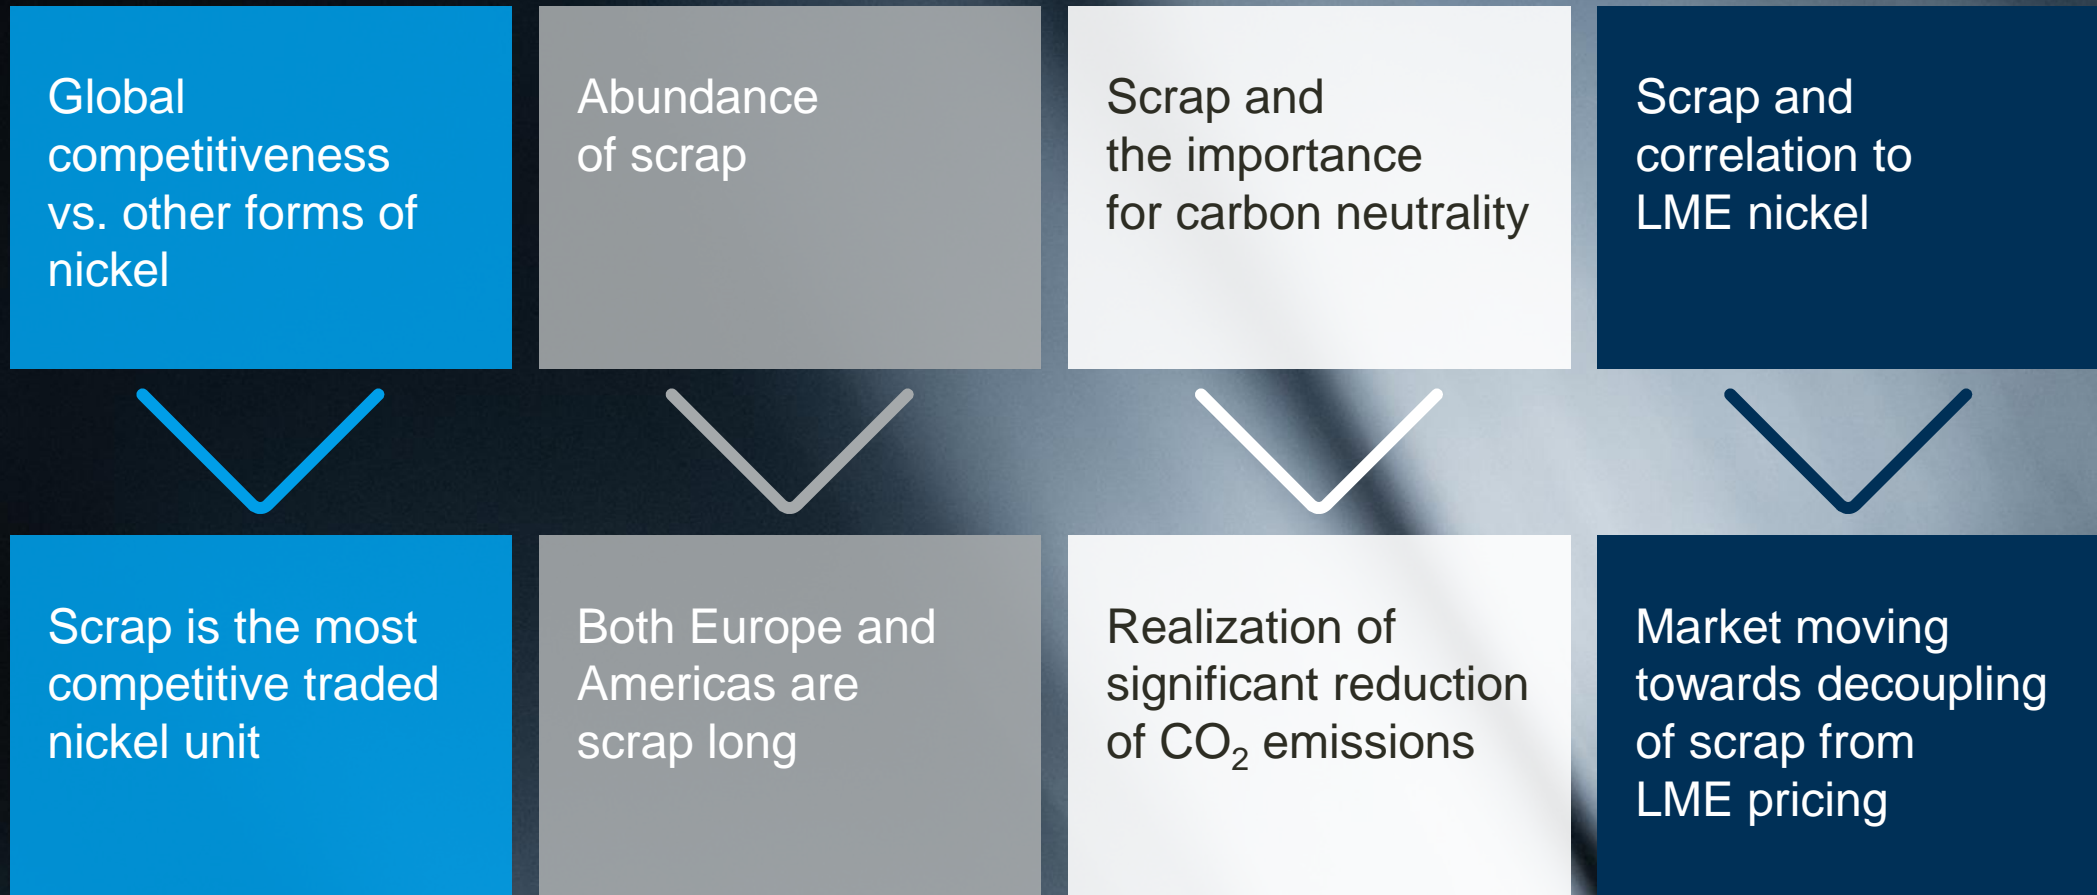 Global
competitiveness
vs. other forms of
nickel
Abundance
of scrap
Scrap and
the importance
for carbon neutrality
Scrap and
correlation to
LME nickel
Scrap is the most
competitive traded
nickel unit
Both Europe and
Americas are
scrap long
Realization of
significant reduction
of CO₂ emissions
Market moving
towards decoupling
of scrap from
LME pricing